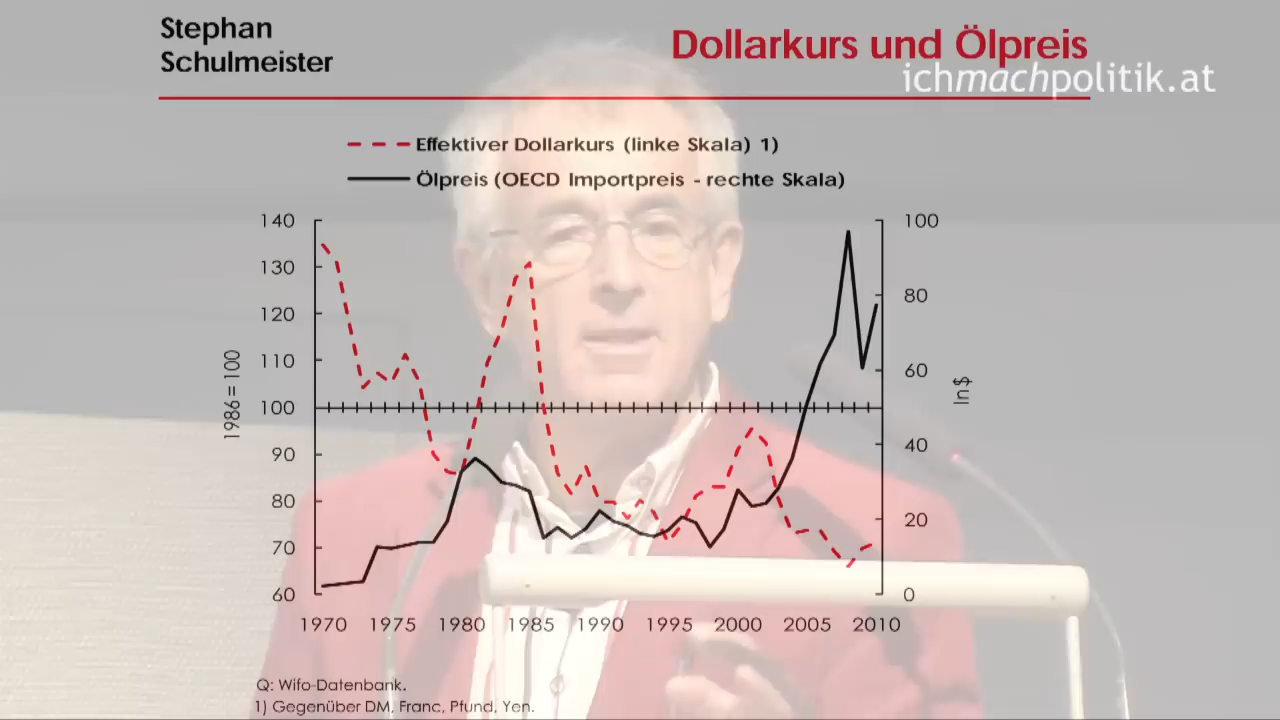 Stephan
Schulmeister
Dollarkurs und Ölpreis
ichmachpolitik.at
Effektiver Dollarkurs (linke Skala) 1)
Ölpreis (OECD Importpreis - rechte Skala)
140
130
120
110
100
90
80
70
60
1986 = 100
100
80
60
40
20
0
In $
1970 1975 1980 1985 1990 1995 2000 2005 2010
Q: Wifo-Datenbank.
1) Gegenüber DM, Franc, Pfund, Yen.